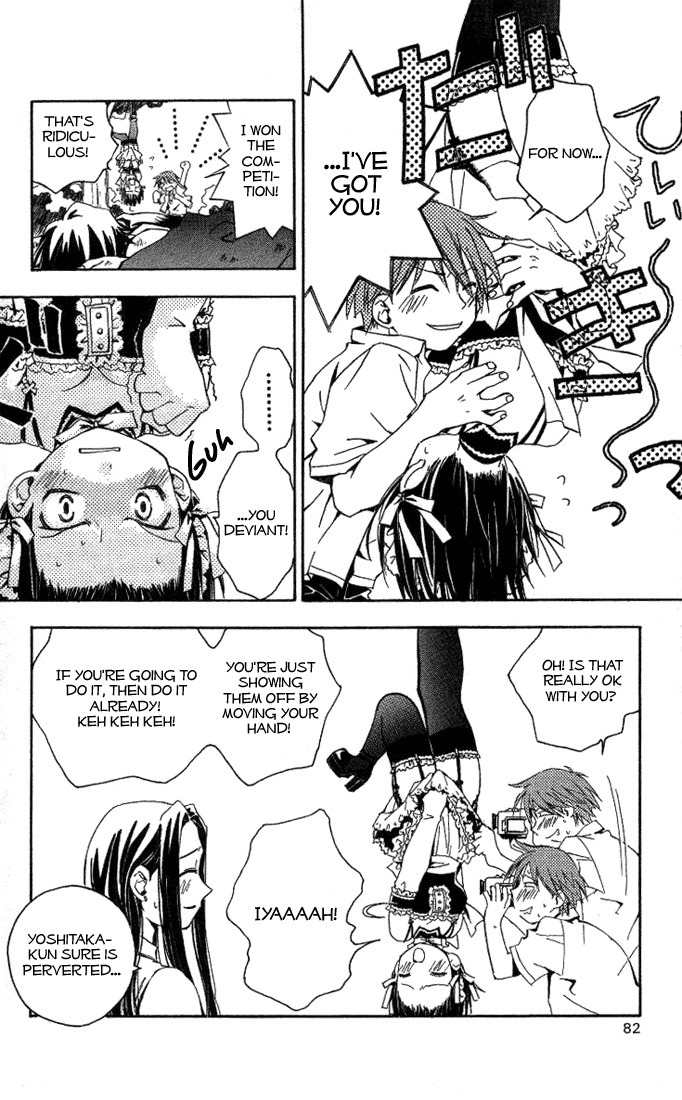 FOR NOW...
...I'VE
GOT
YOU!
I WON
THE
COM-
PETI-
TION!
THAT'S
RIDICU-
LOUS!
Guh
...YOU
DEVIANT!
OH! IS THAT
REALLY OK
WITH YOU?
YOU'RE JUST
SHOWING
THEM OFF BY
MOVING YOUR
HAND!
IF YOU'RE GOING TO
DO IT, THEN DO IT
ALREADY!
KEH KEH KEH!
IYAAAAH!
YOSHITAKA-
KUN SURE IS
PERVERTED...
82